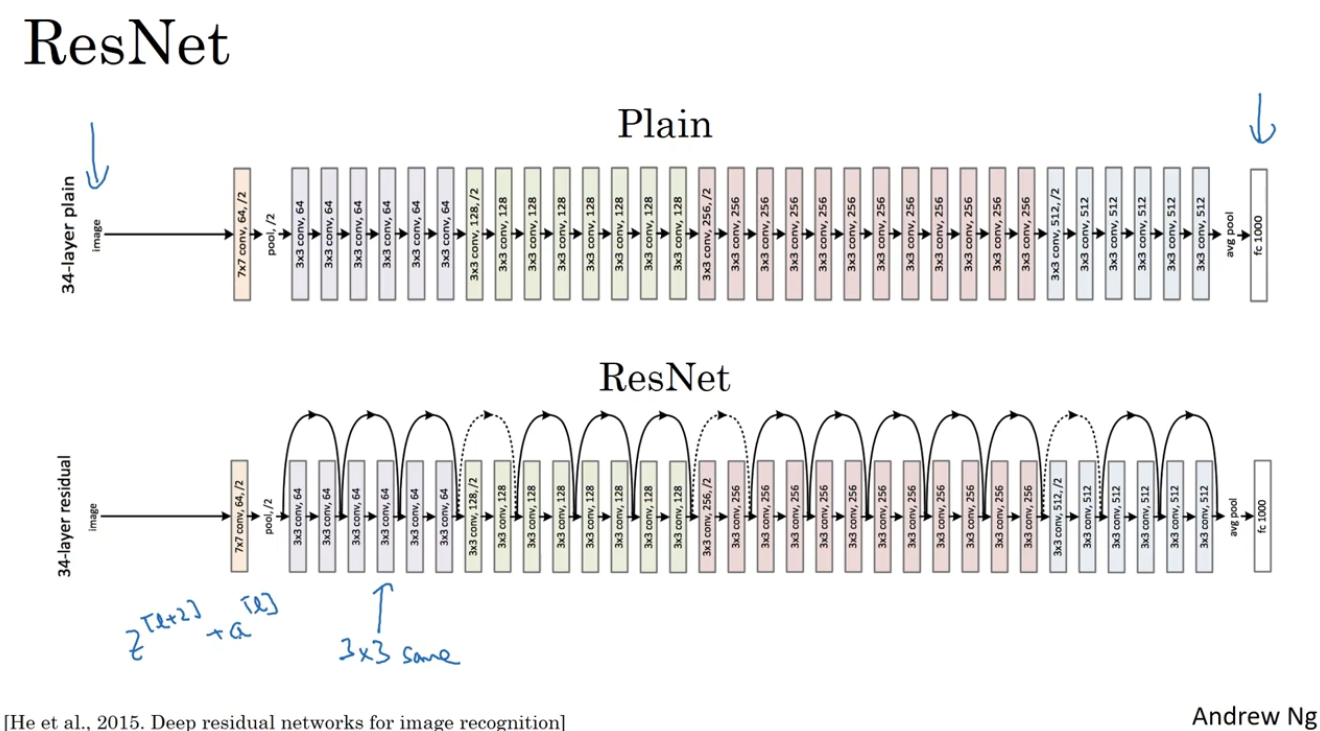 ResNet
Plain
34-layer plain
image
7x7 conv, 64, /2
pool, /2
3x3 conv, 64
3x3 conv, 64
3x3 conv, 64
3x3 conv, 64
3x3 conv, 64
3x3 conv, 64
3x3 conv, 128, /2
3x3 conv, 128
3x3 conv, 128
3x3 conv, 128
3x3 conv, 128
3x3 conv, 128
3x3 conv, 128
3x3 conv, 128
3x3 conv, 256, /2
3x3 conv, 256
3x3 conv, 256
3x3 conv, 256
3x3 conv, 256
3x3 conv, 256
3x3 conv, 256
3x3 conv, 256
3x3 conv, 256
3x3 conv, 256
3x3 conv, 256
3x3 conv, 256
3x3 conv, 512, /2
3x3 conv, 512
3x3 conv, 512
3x3 conv, 512
3x3 conv, 512
3x3 conv, 512
avg pool
fc 1000
ResNet
34-layer residual
image
7x7 conv, 64, /2
pool, /2
3x3 conv, 64
3x3 conv, 64
3x3 conv, 64
3x3 conv, 64
3x3 conv, 64
3x3 conv, 64
3x3 conv, 128, /2
3x3 conv, 128
3x3 conv, 128
3x3 conv, 128
3x3 conv, 128
3x3 conv, 128
3x3 conv, 128
3x3 conv, 128
3x3 conv, 256, /2
3x3 conv, 256
3x3 conv, 256
3x3 conv, 256
3x3 conv, 256
3x3 conv, 256
3x3 conv, 256
3x3 conv, 256
3x3 conv, 256
3x3 conv, 256
3x3 conv, 256
3x3 conv, 256
3x3 conv, 512, /2
3x3 conv, 512
3x3 conv, 512
3x3 conv, 512
3x3 conv, 512
3x3 conv, 512
avg pool
fc 1000
z^[l+2] + a^[l]
3x3 same
[He et al., 2015. Deep residual networks for image recognition]
Andrew Ng